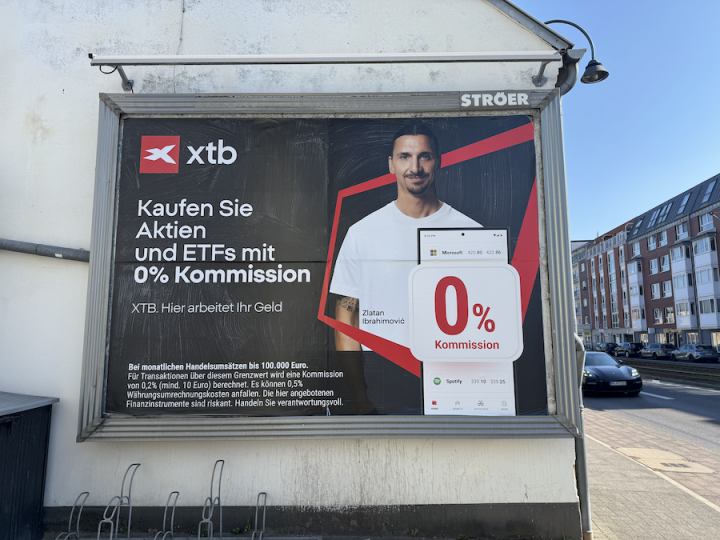 STRÖER
xtb
Kaufen Sie
Aktien
und ETFs mit
0% Kommission
XTB. Hier arbeitet Ihr Geld
Zlatan
Ibrahimović
Microsoft
0%
Kommission
Spotify
Bei monatlichen Handelsumsätzen bis 100.000 Euro.
Für Transaktionen über diesem Grenzwert wird eine Kommission
von 0,2% (mind. 10 Euro) berechnet. Es können 0,5%
Währungsumrechnungskosten anfallen. Die hier angebotenen
Finanzinstrumente sind riskant. Handeln Sie verantwortungsvoll.